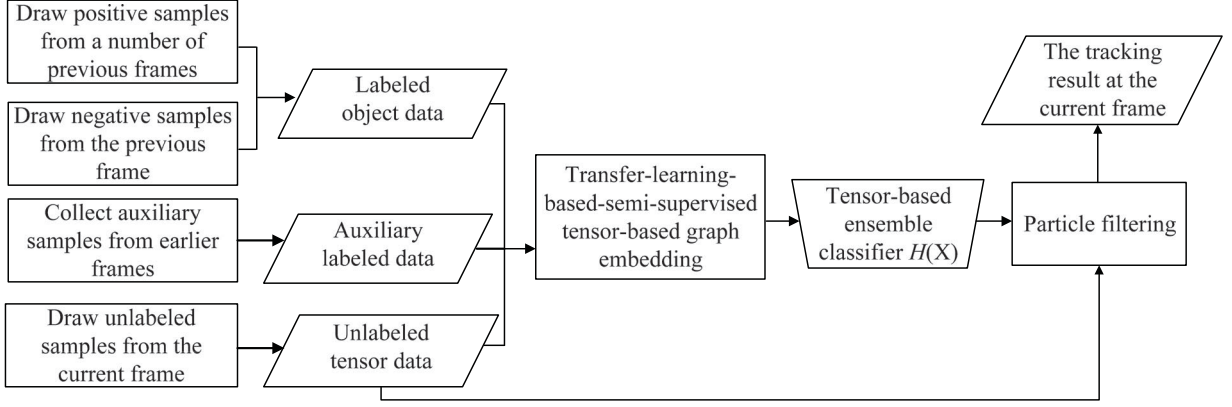 Draw positive samples
from a number of
previous frames
Draw negative samples
from the previous
frame
Collect auxiliary
samples from earlier
frames
Draw unlabeled
samples from the
current frame
Labeled
object data
Auxiliary
labeled data
Unlabeled
tensor data
Transfer-learning-
based-semi-supervised
tensor-based graph
embedding
Tensor-based
ensemble
classifier H(X)
Particle filtering
The tracking
result at the
current frame